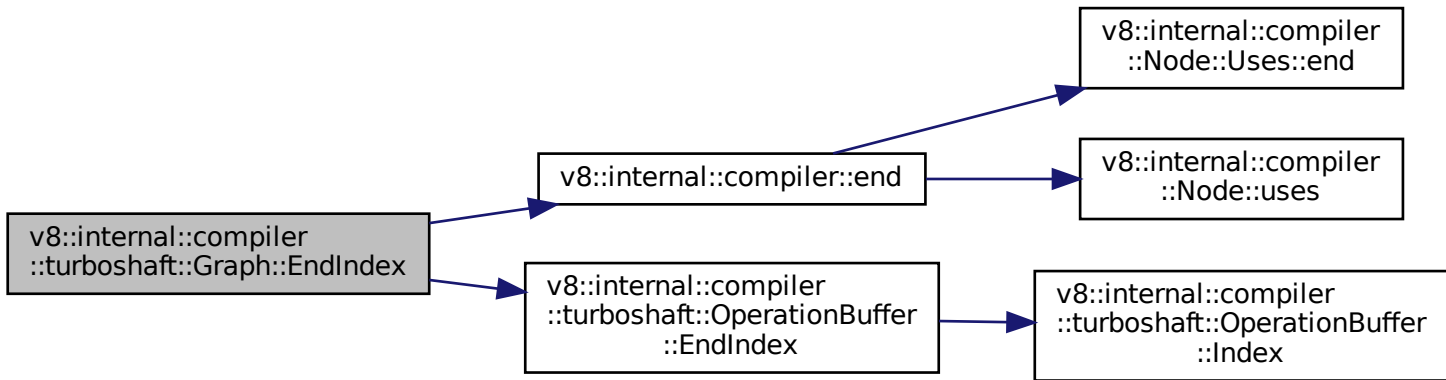 v8::internal::compiler
::Node::Uses::end
v8::internal::compiler::end
v8::internal::compiler
::Node::uses
v8::internal::compiler
::turboshaft::Graph::EndIndex
v8::internal::compiler
::turboshaft::OperationBuffer
::EndIndex
v8::internal::compiler
::turboshaft::OperationBuffer
::Index